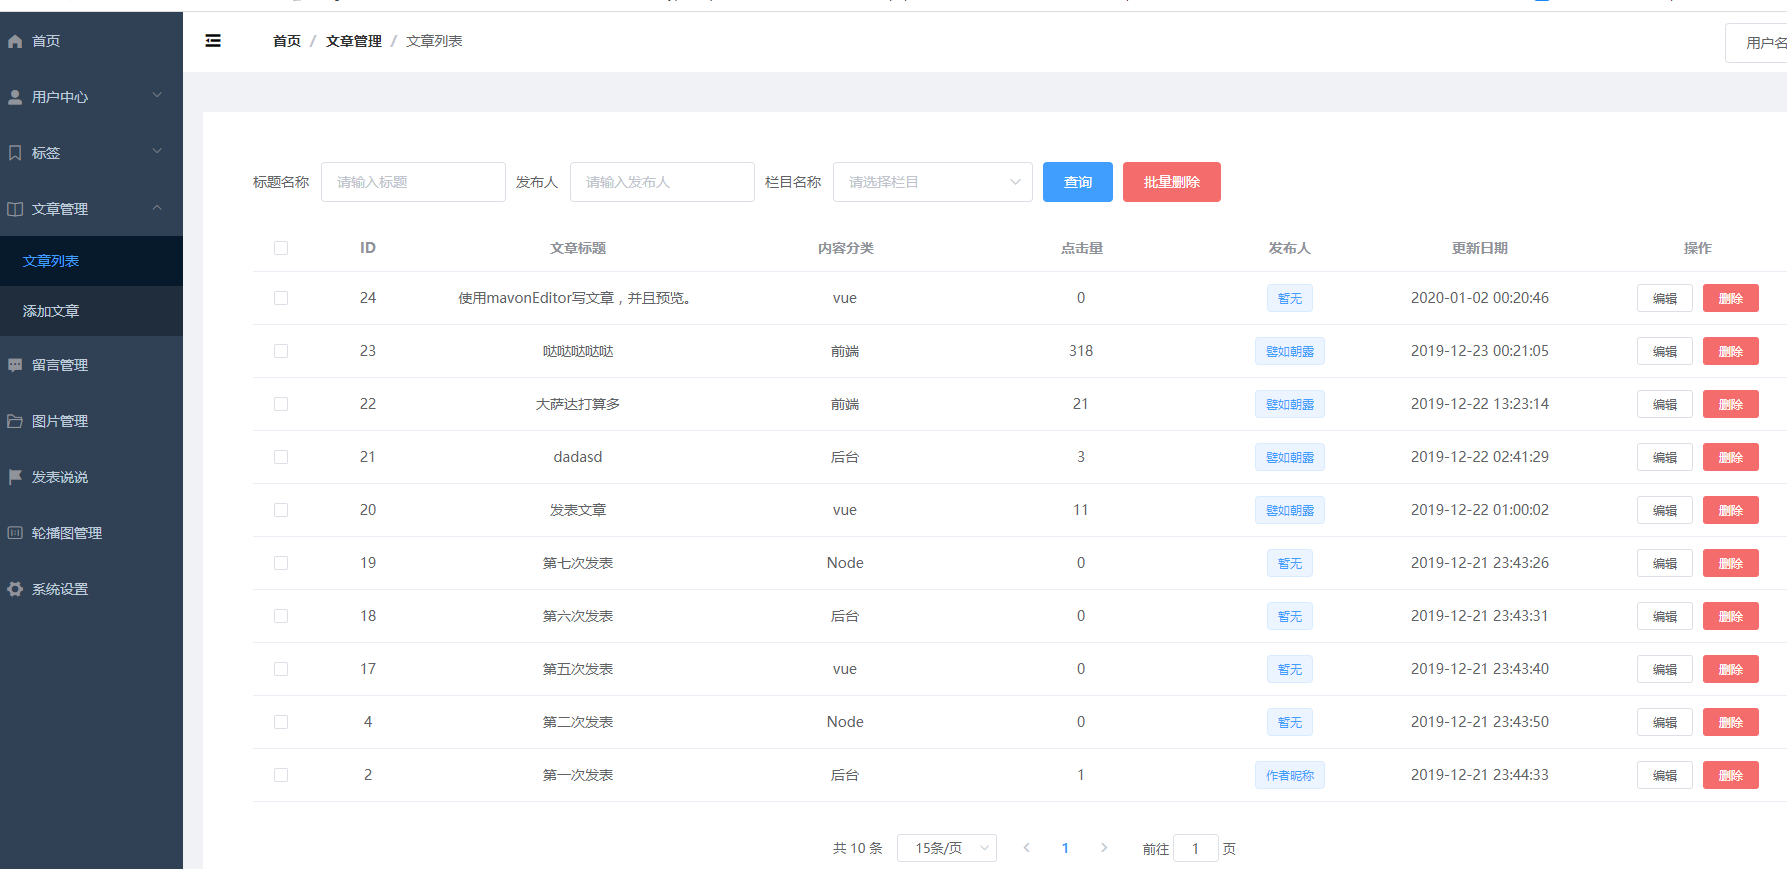 首页
用户中心
标签
文章管理
文章列表
添加文章
留言管理
图片管理
发表说说
轮播图管理
系统设置
首页 / 文章管理 / 文章列表
用户名
标题名称 请输入标题 发布人 请输入发布人 栏目名称 请选择栏目 查询 批量删除
ID 文章标题 内容分类 点击量 发布人 更新日期 操作
24 使用mavonEditor写文章，并且预览。 vue 0 暂无 2020-01-02 00:20:46 编辑 删除
23 哒哒哒哒哒 前端 318 譬如朝露 2019-12-23 00:21:05 编辑 删除
22 大萨达打算多 前端 21 譬如朝露 2019-12-22 13:23:14 编辑 删除
21 dadasd 后台 3 譬如朝露 2019-12-22 02:41:29 编辑 删除
20 发表文章 vue 11 譬如朝露 2019-12-22 01:00:02 编辑 删除
19 第七次发表 Node 0 暂无 2019-12-21 23:43:26 编辑 删除
18 第六次发表 后台 0 暂无 2019-12-21 23:43:31 编辑 删除
17 第五次发表 vue 0 暂无 2019-12-21 23:43:40 编辑 删除
4 第二次发表 Node 0 暂无 2019-12-21 23:43:50 编辑 删除
2 第一次发表 后台 1 作者昵称 2019-12-21 23:44:33 编辑 删除
共 10 条 15条/页 1 前往 1 页